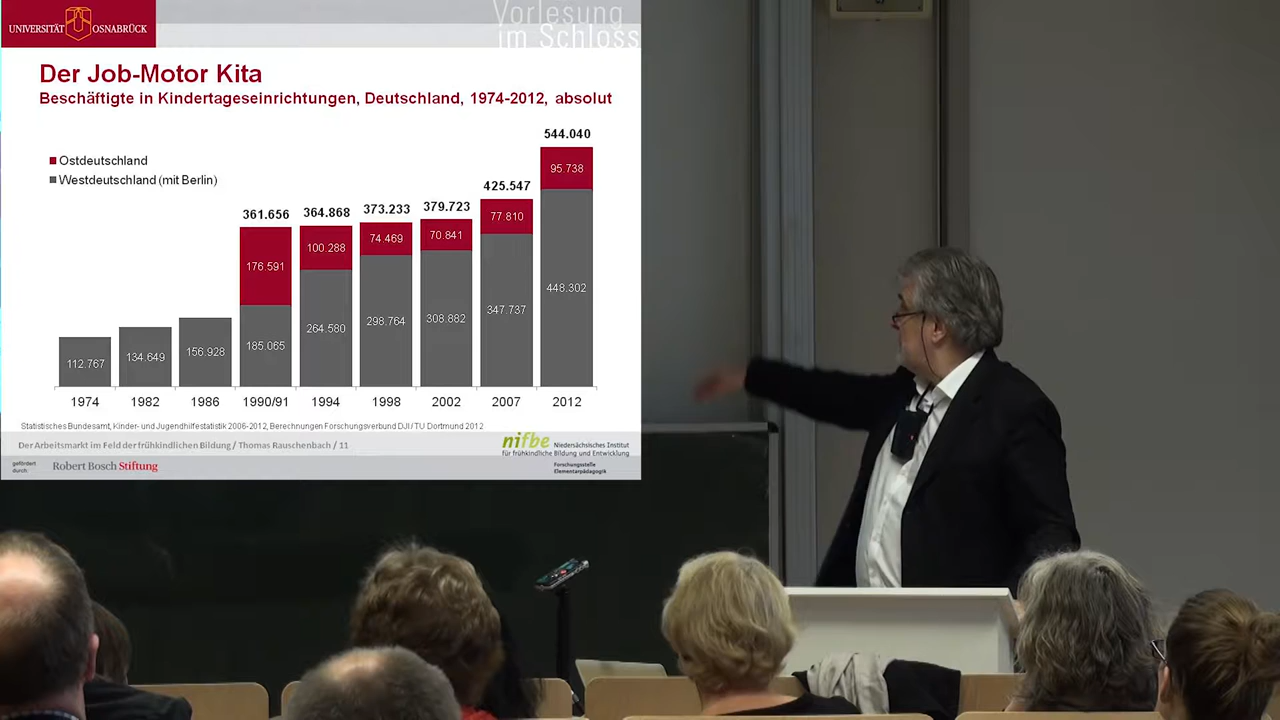 UNIVERSITÄT OSNABRÜCK
Vorlesung
im Schloss
Der Job-Motor Kita
Beschäftigte in Kindertageseinrichtungen, Deutschland, 1974-2012, absolut
Ostdeutschland
Westdeutschland (mit Berlin)
361.656 364.868 373.233 379.723 425.547 544.040
176.591 100.288 74.469 70.841 77.810 95.738
112.767 134.649 156.928 185.065 264.580 298.764 308.882 347.737 448.302
1974 1982 1986 1990/91 1994 1998 2002 2007 2012
Statistisches Bundesamt, Kinder- und Jugendhilfestatistik 2006-2012, Berechnungen Forschungsverbund DJI / TU Dortmund 2012
Der Arbeitsmarkt im Feld der frühkindlichen Bildung / Thomas Rauschenbach / 11
nifbe Niedersächsisches Institut
für frühkindliche Bildung und Entwicklung
gefördert
durch:
Robert Bosch Stiftung
Forschungsstelle
Elementarpädagogik